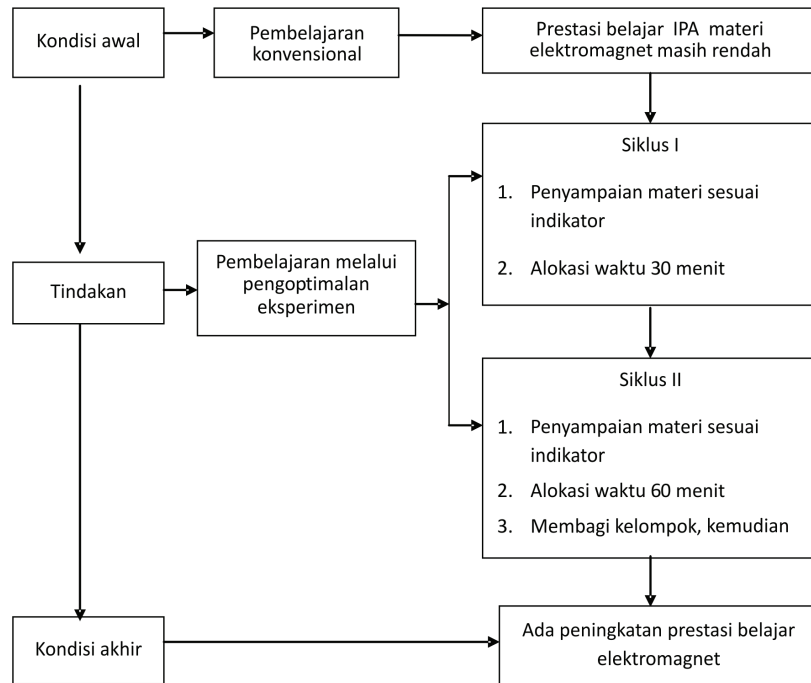 Kondisi awal
Pembelajaran
konvensional
Prestasi belajar IPA materi
elektromagnet masih rendah
Siklus I
1. Penyampaian materi sesuai
indikator
2. Alokasi waktu 30 menit
Tindakan
Pembelajaran melalui
pengoptimalan
eksperimen
Siklus II
1. Penyampaian materi sesuai
indikator
2. Alokasi waktu 60 menit
3. Membagi kelompok, kemudian
Kondisi akhir
Ada peningkatan prestasi belajar
elektromagnet